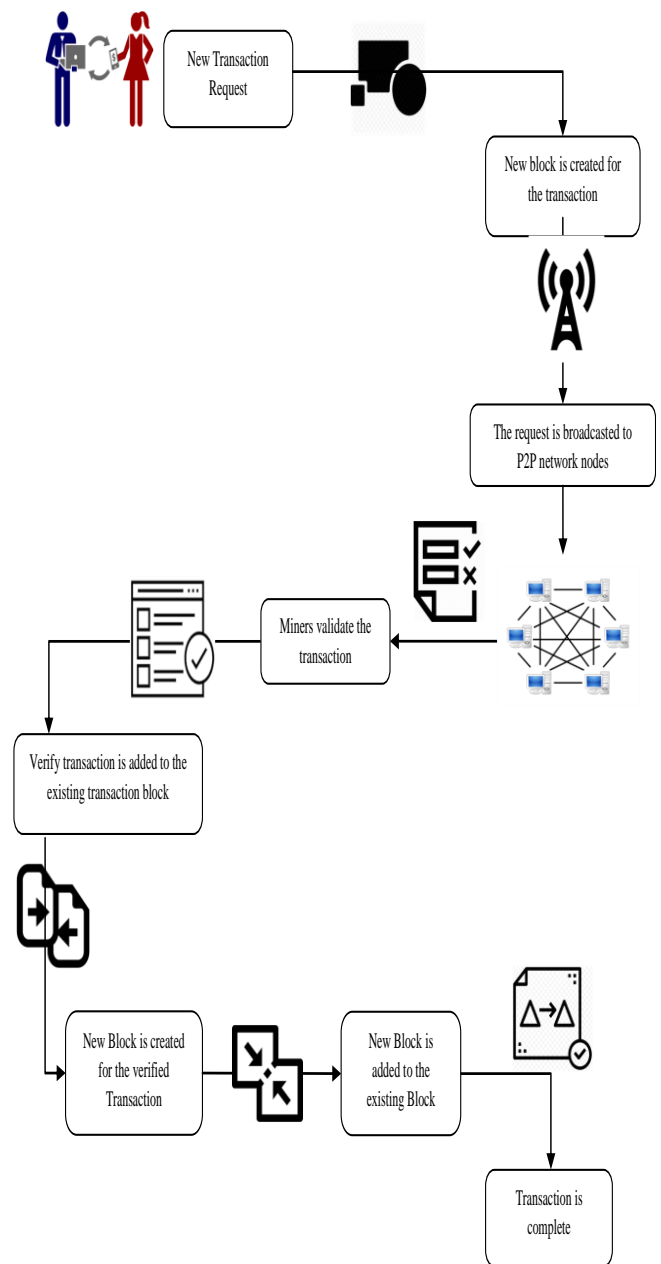 New Transaction
Request
New block is created for
the transaction
The request is broadcasted to
P2P network nodes
Miners validate the
transaction
Verify transaction is added to the
existing transaction block
New Block is created
for the verified
Transaction
New Block is
added to the
existing Block
Transaction is
complete